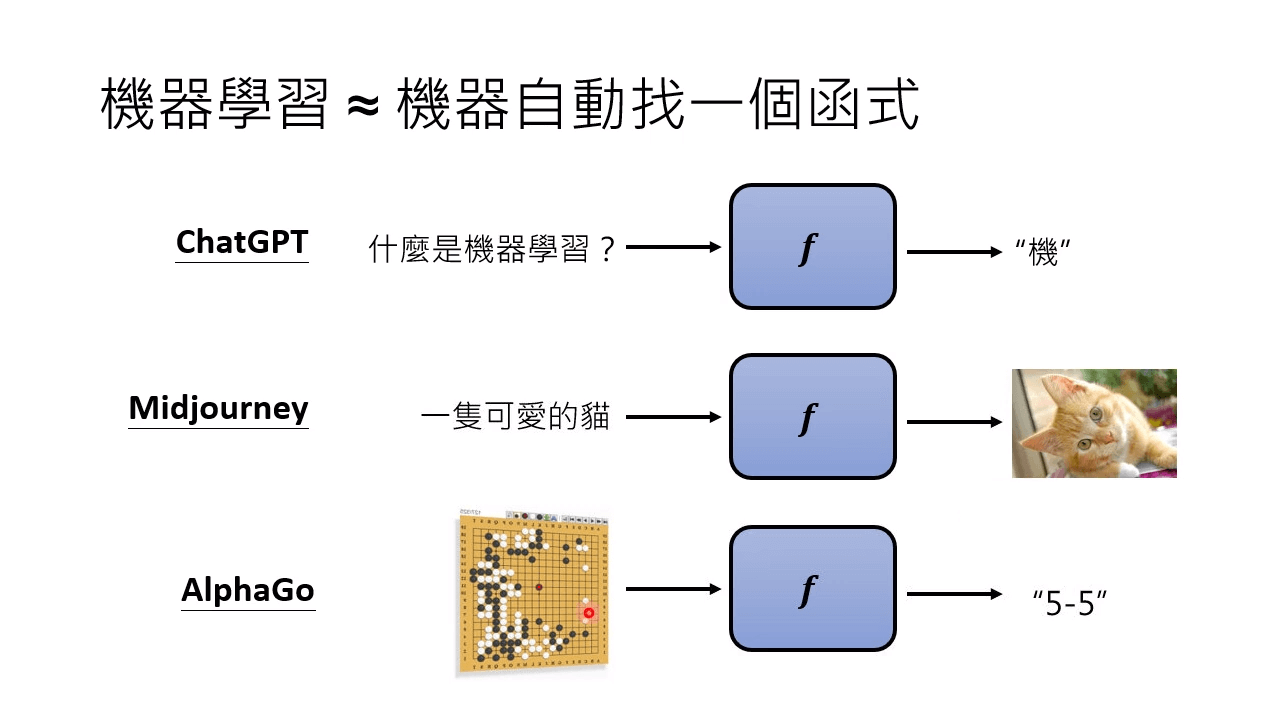 機器學習 ≈ 機器自動找一個函式
ChatGPT
什麼是機器學習？
f
“機”
Midjourney
一隻可愛的貓
f
AlphaGo
f
“5-5”